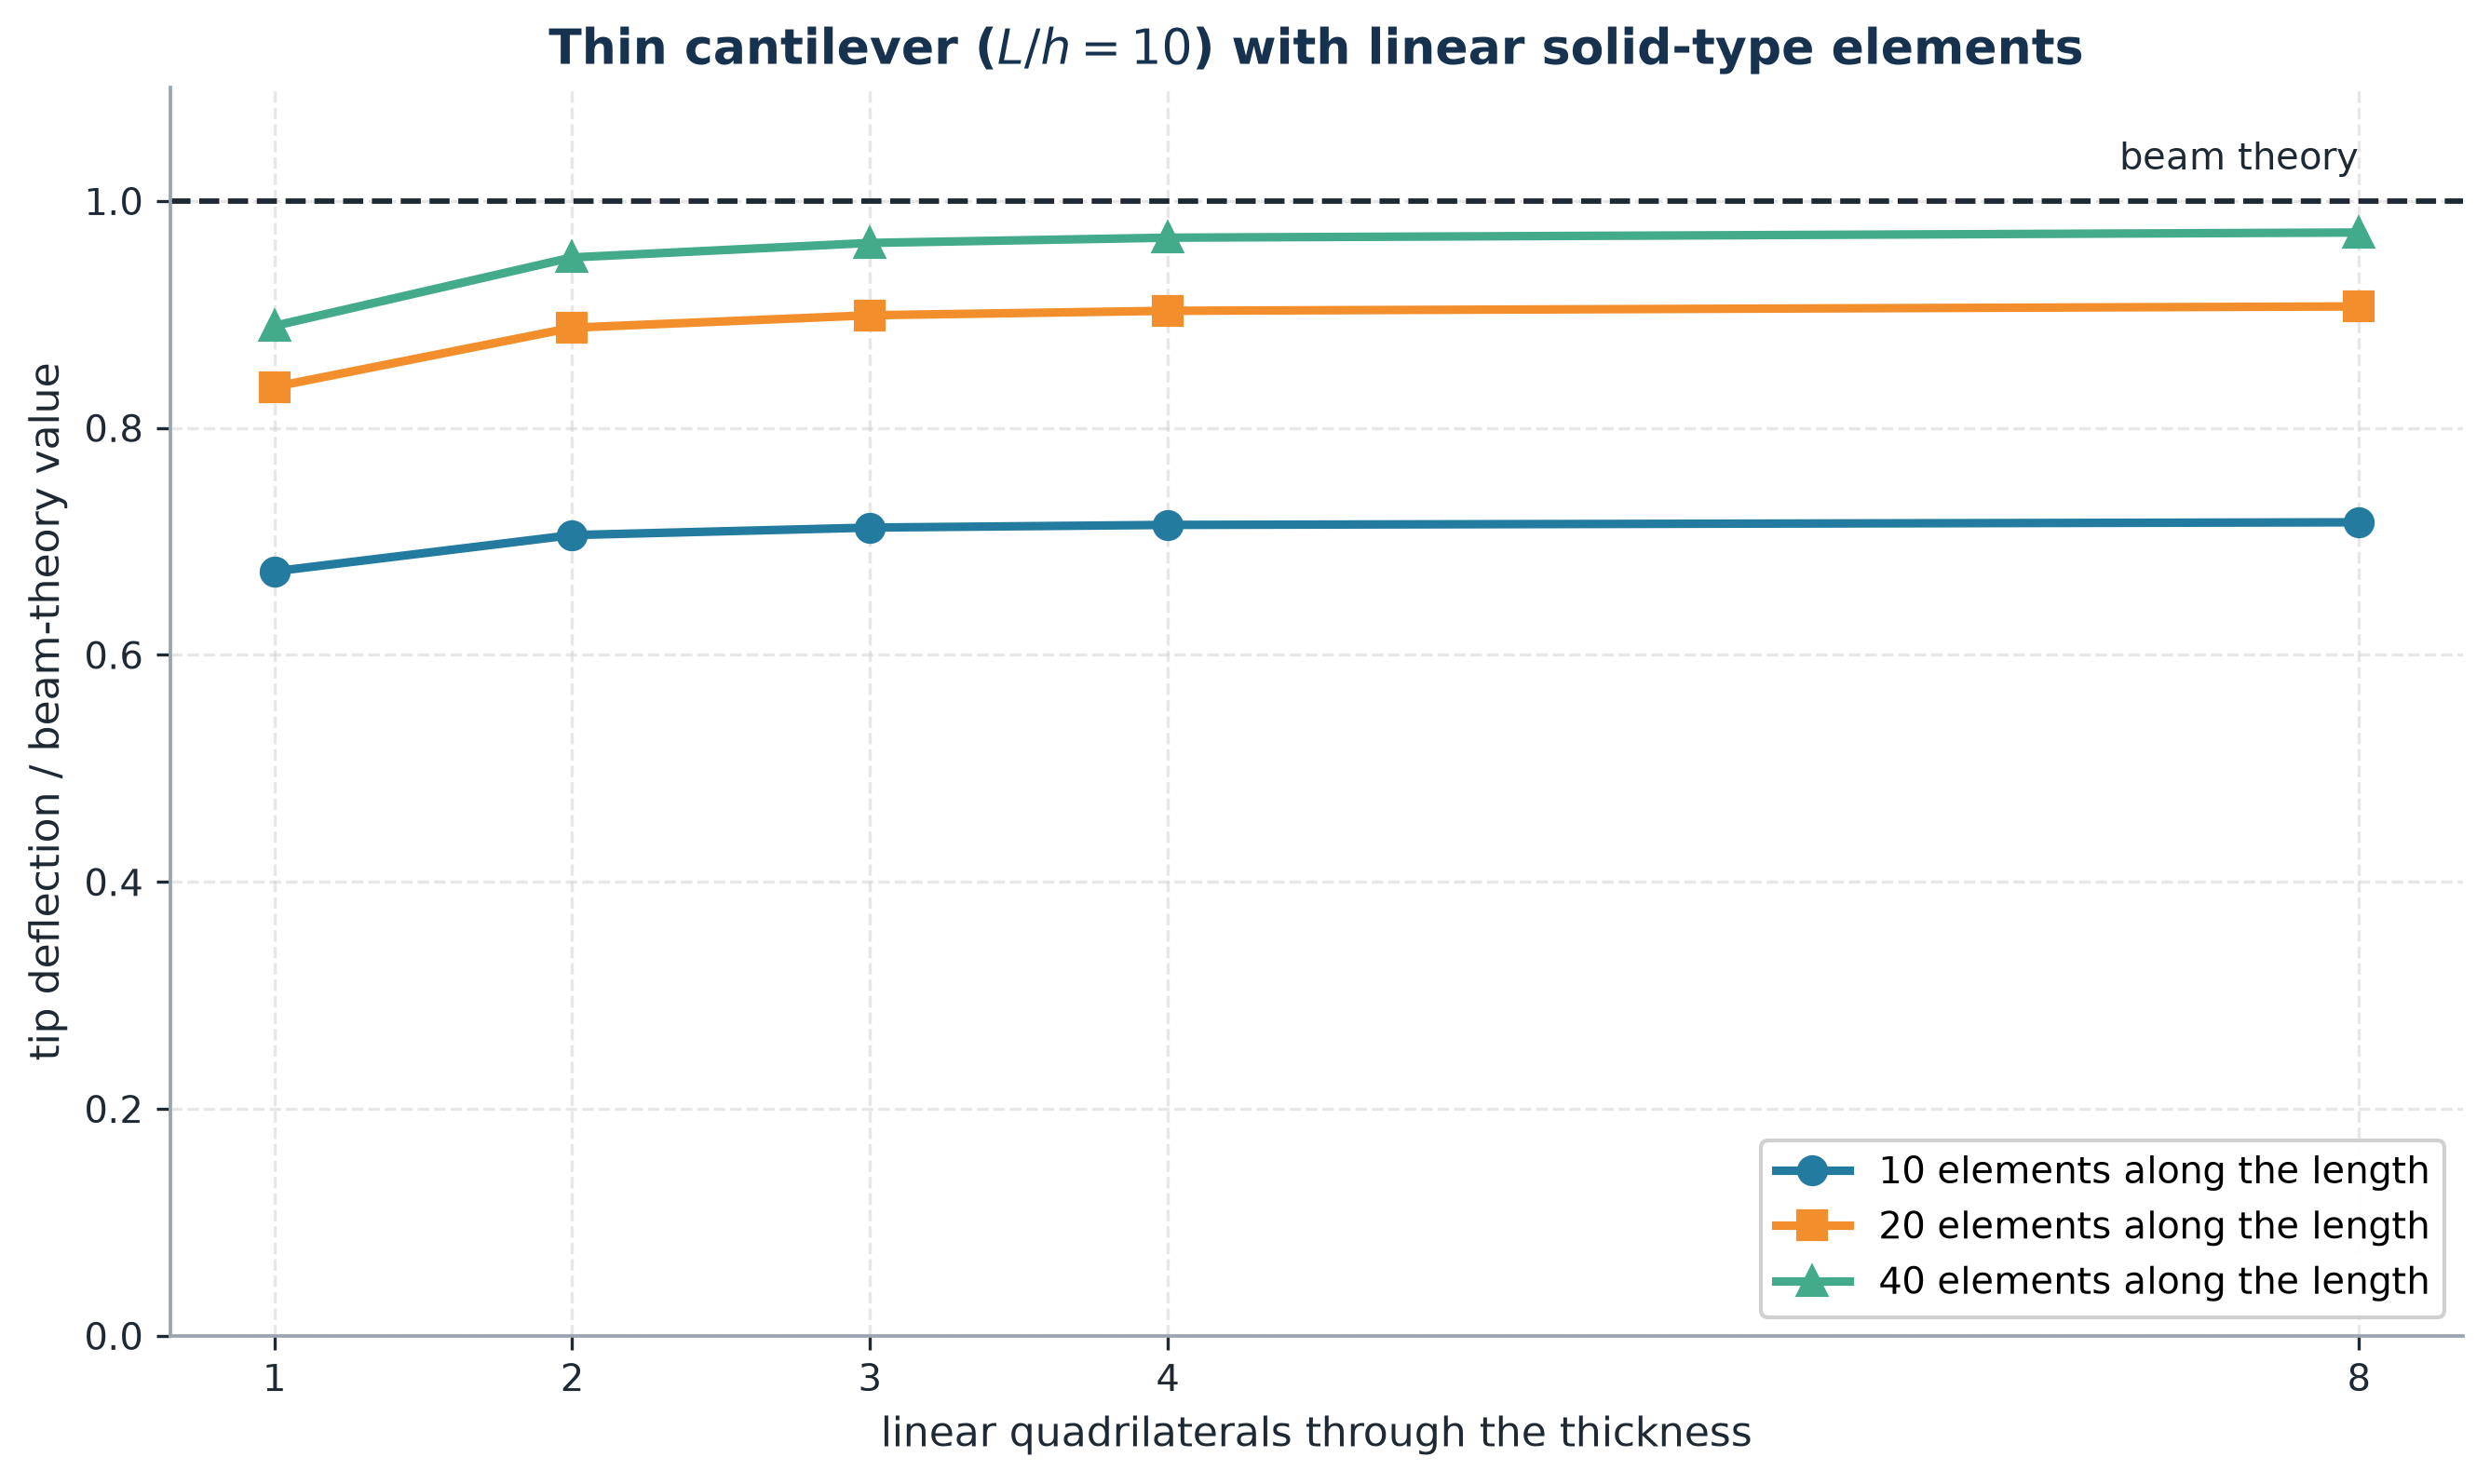 Thin cantilever (L/h = 10) with linear solid-type elements
beam theory
tip deflection / beam-theory value
1.0
0.8
0.6
0.4
0.2
0.0
1 2 3 4 8
linear quadrilaterals through the thickness
10 elements along the length
20 elements along the length
40 elements along the length